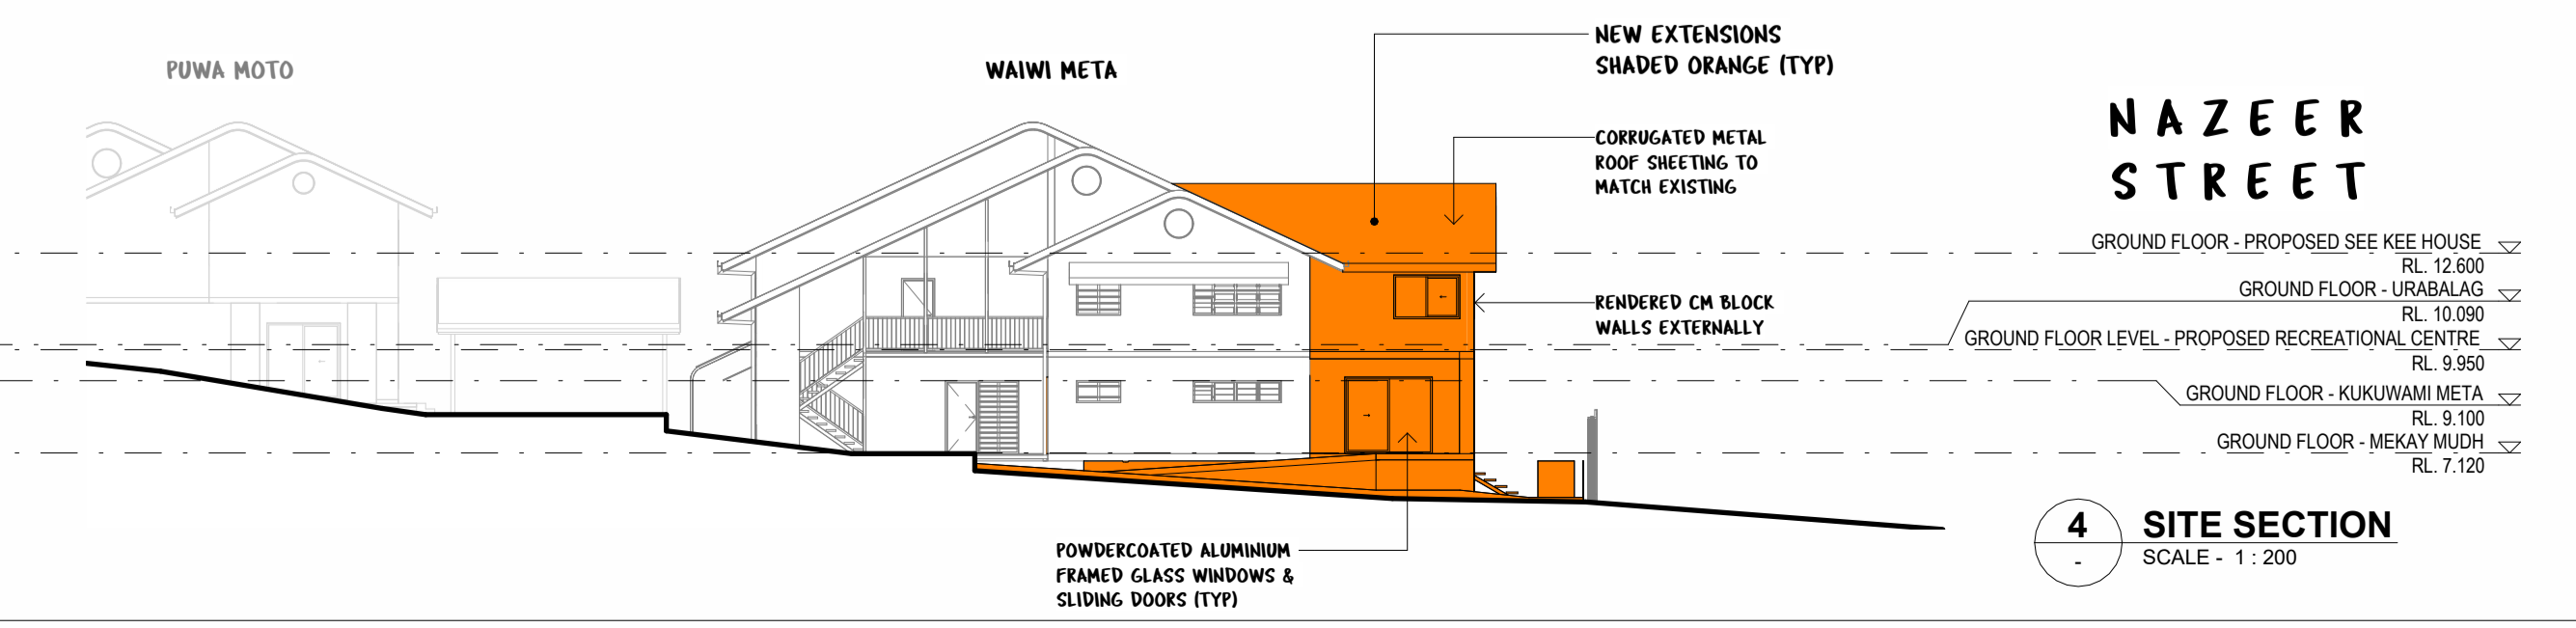 PUWA MOTO
WAIWI META
NEW EXTENSIONS
SHADED ORANGE (TYP)
CORRUGATED METAL
ROOF SHEETING TO
MATCH EXISTING
RENDERED CM BLOCK
WALLS EXTERNALLY
POWDERCOATED ALUMINIUM
FRAMED GLASS WINDOWS &
SLIDING DOORS (TYP)
NAZEER
STREET
GROUND FLOOR - PROPOSED SEE KEE HOUSE
RL. 12.600
GROUND FLOOR - URABALAG
RL. 10.090
GROUND FLOOR LEVEL - PROPOSED RECREATIONAL CENTRE
RL. 9.950
GROUND FLOOR - KUKUWAMI META
RL. 9.100
GROUND FLOOR - MEKAY MUDH
RL. 7.120
4
-
SITE SECTION
SCALE - 1 : 200